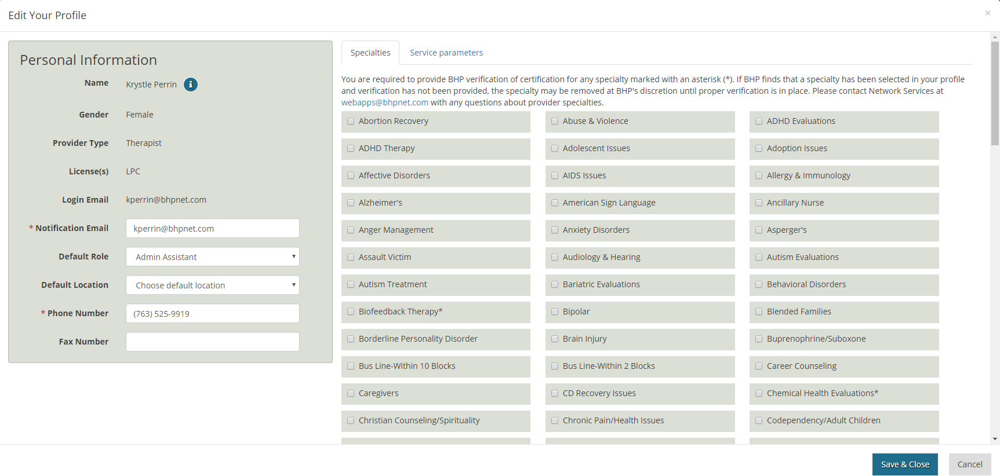 Edit Your Profile
×
Personal Information
Name Krystle Perrin i
Gender Female
Provider Type Therapist
License(s) LPC
Login Email kperrin@bhpnet.com
* Notification Email kperrin@bhpnet.com
Default Role Admin Assistant
Default Location Choose default location
* Phone Number (763) 525-9919
Fax Number
Specialties Service parameters
You are required to provide BHP verification of certification for any specialty marked with an asterisk (*). If BHP finds that a specialty has been selected in your profile
and verification has not been provided, the specialty may be removed at BHP's discretion until proper verification is in place. Please contact Network Services at
webapps@bhpnet.com with any questions about provider specialties.
Abortion Recovery Abuse & Violence ADHD Evaluations
ADHD Therapy Adolescent Issues Adoption Issues
Affective Disorders AIDS Issues Allergy & Immunology
Alzheimer's American Sign Language Ancillary Nurse
Anger Management Anxiety Disorders Asperger's
Assault Victim Audiology & Hearing Autism Evaluations
Autism Treatment Bariatric Evaluations Behavioral Disorders
Biofeedback Therapy* Bipolar Blended Families
Borderline Personality Disorder Brain Injury Buprenophrine/Suboxone
Bus Line-Within 10 Blocks Bus Line-Within 2 Blocks Career Counseling
Caregivers CD Recovery Issues Chemical Health Evaluations*
Christian Counseling/Spirituality Chronic Pain/Health Issues Codependency/Adult Children
Save & Close Cancel